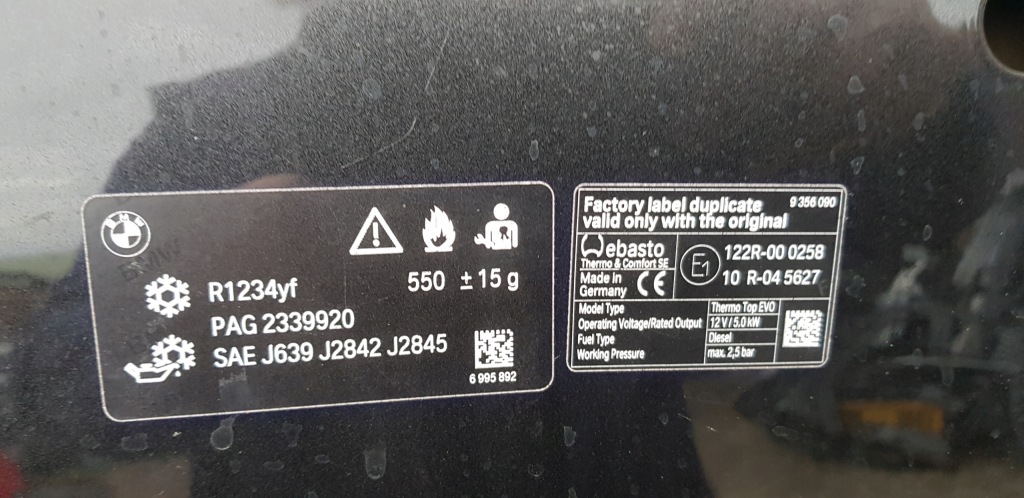 BMW
R1234yf
550 ±15 g
PAG 2339920
SAE J639 J2842 J2845
6 995 892
Factory label duplicate 9 356 090
valid only with the original
Webasto
Thermo & Comfort SE
Made in
Germany CE
E1
122R-00 0258
10 R-04 5627
Model Type Thermo Top EVO
Operating Voltage/Rated Output 12 V / 5,0 kW
Fuel Type Diesel
Working Pressure max. 2,5 bar